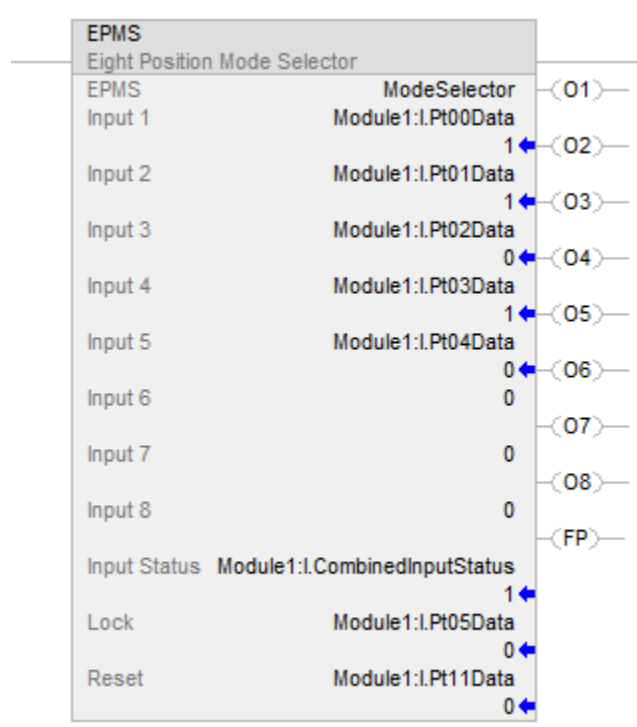 EPMS
Eight Position Mode Selector
EPMS ModeSelector O1
Input 1 Module1:I.Pt00Data
1 O2
Input 2 Module1:I.Pt01Data
1 O3
Input 3 Module1:I.Pt02Data
0 O4
Input 4 Module1:I.Pt03Data
1 O5
Input 5 Module1:I.Pt04Data
0 O6
Input 6 0
O7
Input 7 0
O8
Input 8 0
FP
Input Status Module1:I.CombinedInputStatus
1
Lock Module1:I.Pt05Data
0
Reset Module1:I.Pt11Data
0